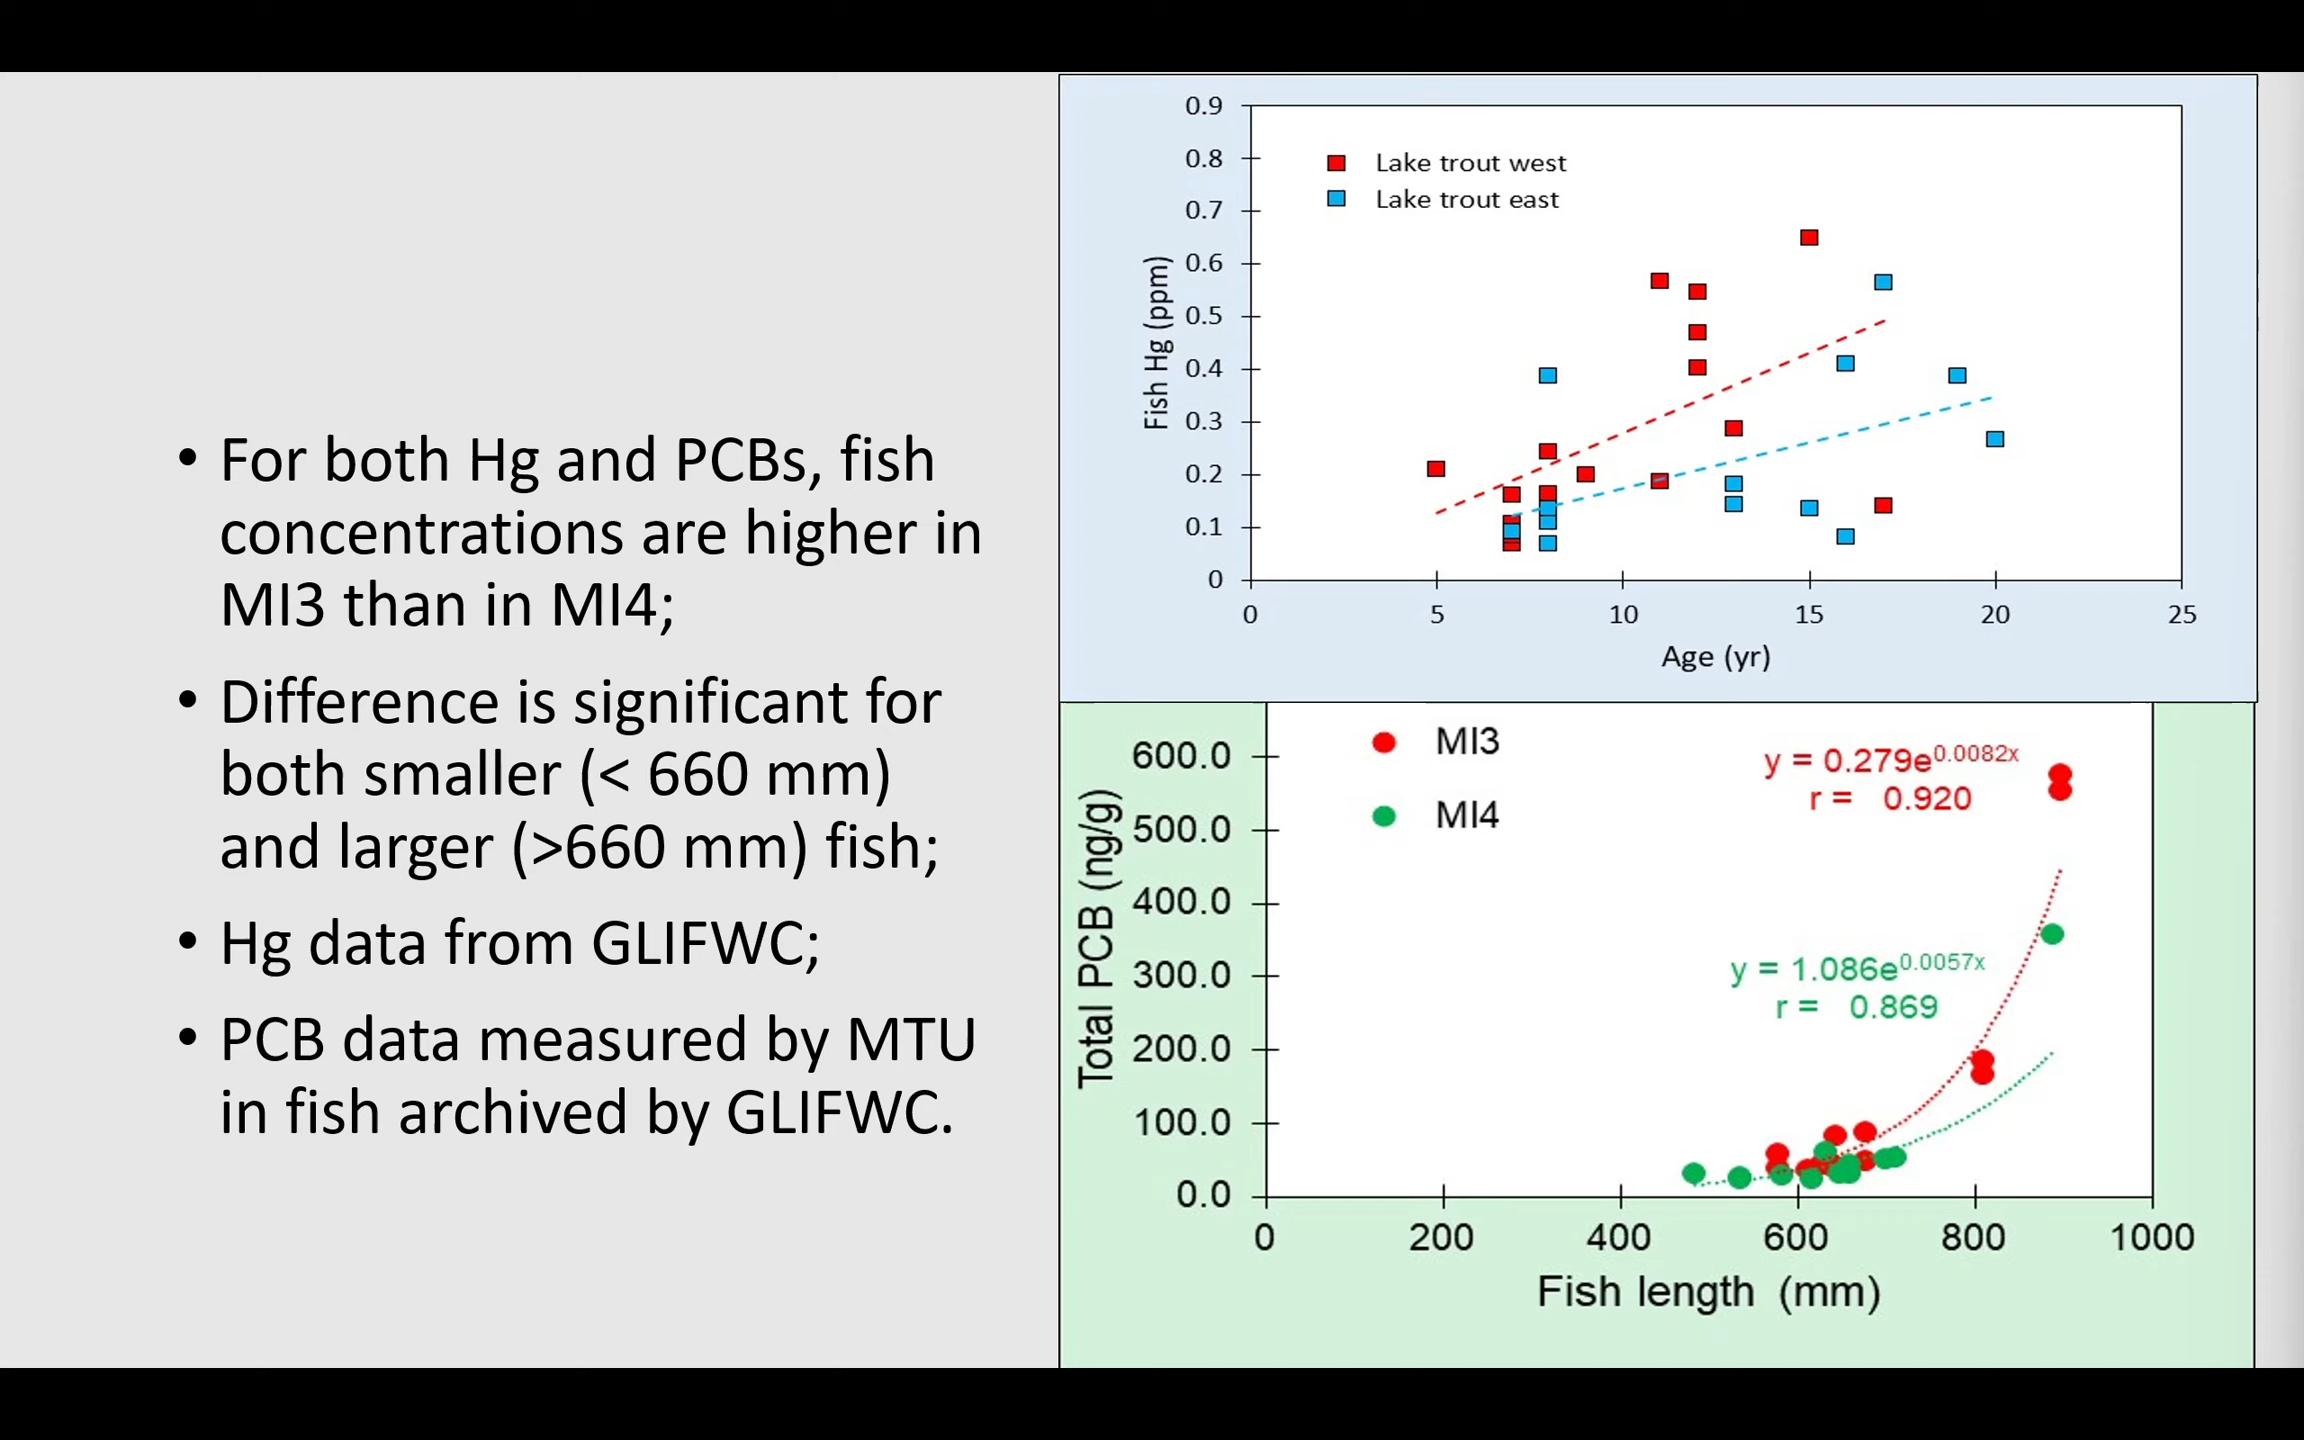 • For both Hg and PCBs, fish
concentrations are higher in
MI3 than in MI4;
• Difference is significant for
both smaller (< 660 mm)
and larger (>660 mm) fish;
• Hg data from GLIFWC;
• PCB data measured by MTU
in fish archived by GLIFWC.
0.9
0.8
0.7
0.6
0.5
0.4
0.3
0.2
0.1
0
Fish Hg (ppm)
Lake trout west
Lake trout east
0 5 10 15 20 25
Age (yr)
600.0
500.0
400.0
300.0
200.0
100.0
0.0
Total PCB (ng/g)
MI3
MI4
y = 0.279e^0.0082x
r = 0.920
y = 1.086e^0.0057x
r = 0.869
0 200 400 600 800 1000
Fish length (mm)